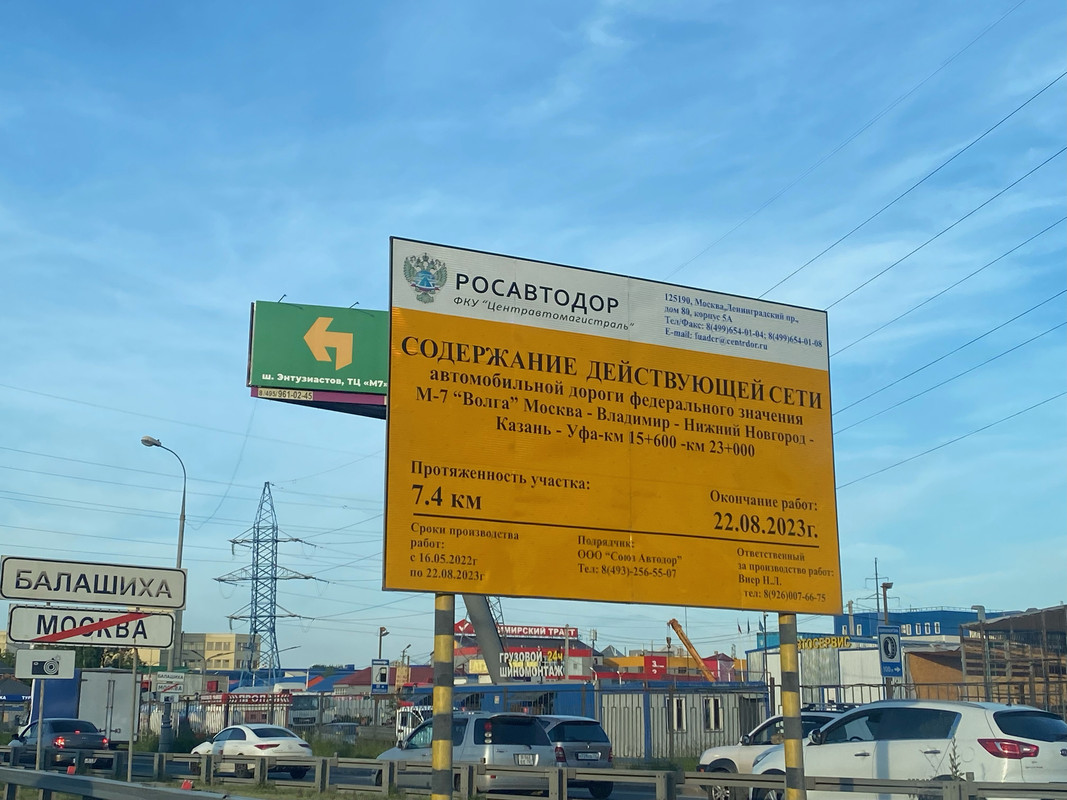 РОСАВТОДОР
ФКУ "Центравтомагистраль"
125190, Москва,Ленинградский пр.,
дом 80, корпус 5А
Тел/Факс: 8(499)654-01-04; 8(499)654-01-08
E-mail: fuadcr@centrdor.ru
СОДЕРЖАНИЕ ДЕЙСТВУЮЩЕЙ СЕТИ
автомобильной дороги федерального значения
М-7 "Волга" Москва - Владимир - Нижний Новгород -
Казань - Уфа-км 15+600 -км 23+000
Протяженность участка:
7.4 км
Окончание работ:
22.08.2023г.
Сроки производства
работ:
с 16.05.2022г
по 22.08.2023г
Подрядчик:
ООО "Союз Автодор"
Тел: 8(493)-256-55-07
Ответственный
за производство работ:
Виер Н.Л.
тел: 8(926)007-66-75
ш. Энтузиастов, ТЦ «М7»
8(495)961-02-45
БАЛАШИХА
МОСКВА
БАЛАШИХА
МИРСКИЙ ТРАКТ
ГРУЗОВОЙ 24ч
ШИНОМОНТАЖ